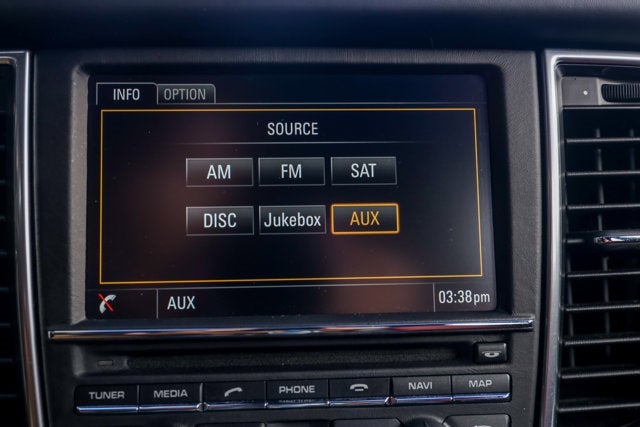 INFO OPTION
SOURCE
AM FM SAT
DISC Jukebox AUX
AUX 03:38pm
TUNER MEDIA PHONE NAVI MAP